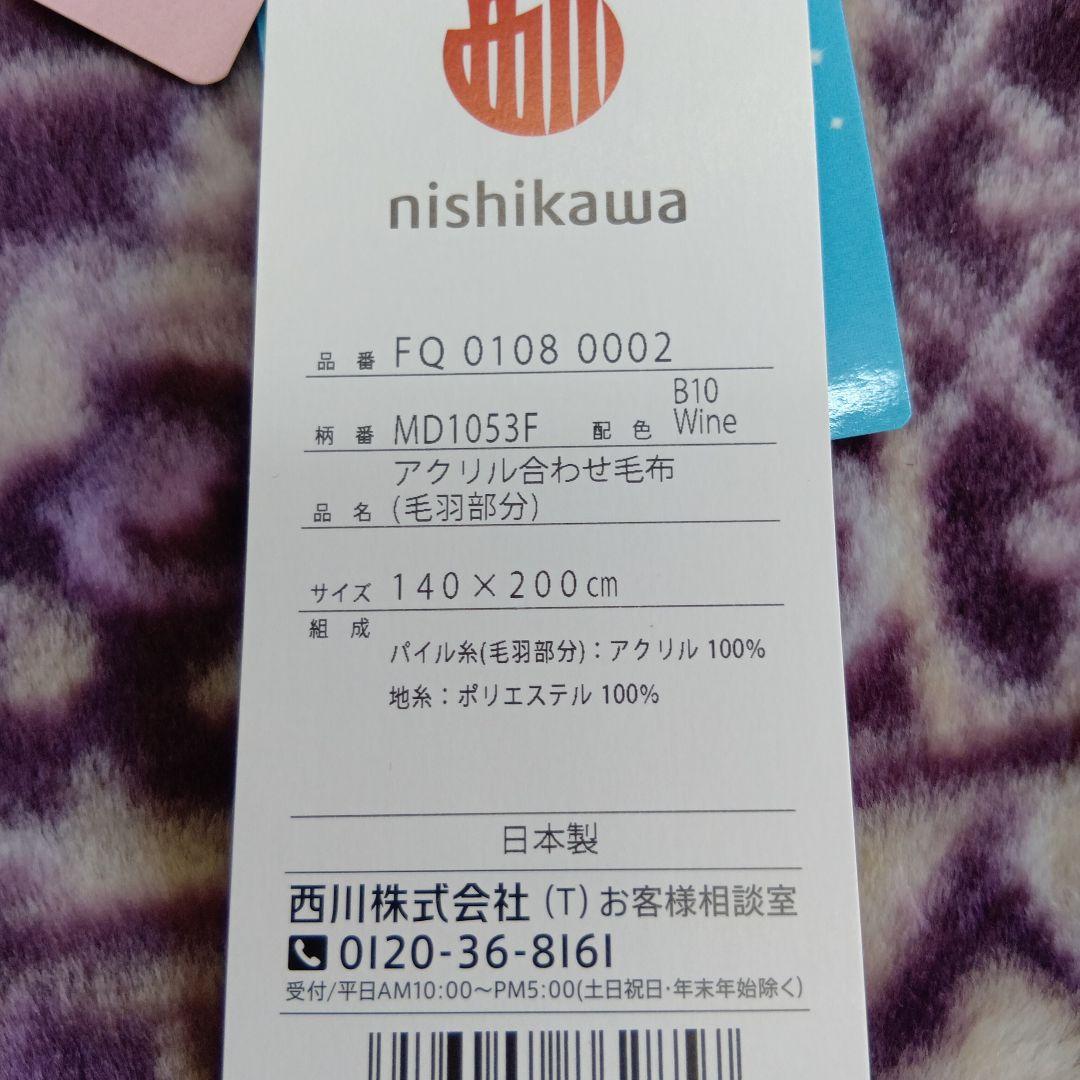 西川
nishikawa
品番 FQ 0108 0002
柄番 MD1053F 配色 B10 Wine
品名 アクリル合わせ毛布
(毛羽部分)
サイズ 140×200㎝
組成
パイル糸(毛羽部分)：アクリル 100%
地糸：ポリエステル 100%
日本製
西川株式会社 (T) お客様相談室
0120-36-8161
受付/平日AM10:00～PM5:00(土日祝日・年末年始除く)